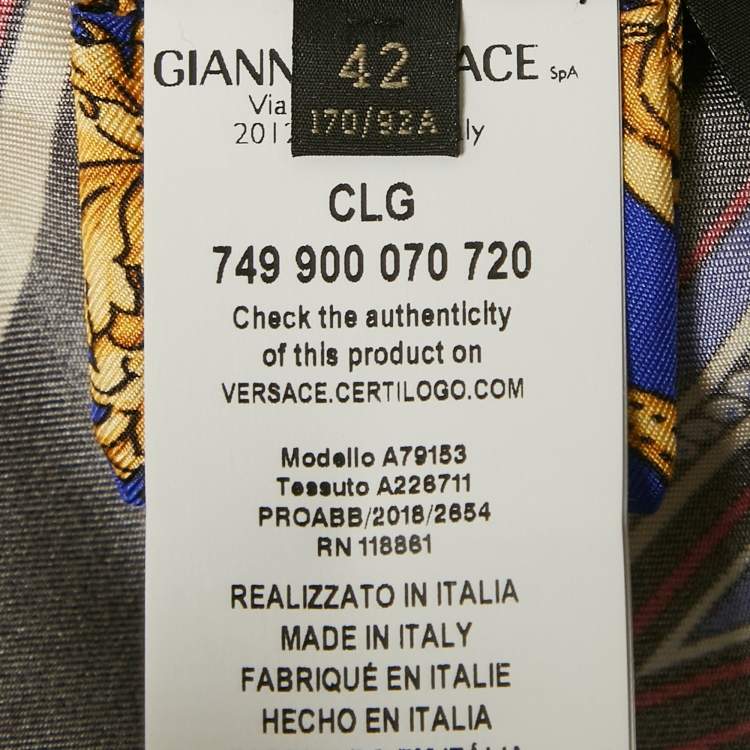 42
170/92A
GIANN ACE SpA
Via
2012 ly
CLG
749 900 070 720
Check the authenticity
of this product on
VERSACE.CERTILOGO.COM
Modello A79153
Tessuto A226711
PROABB/2018/2654
RN 118861
REALIZZATO IN ITALIA
MADE IN ITALY
FABRIQUÉ EN ITALIE
HECHO EN ITALIA